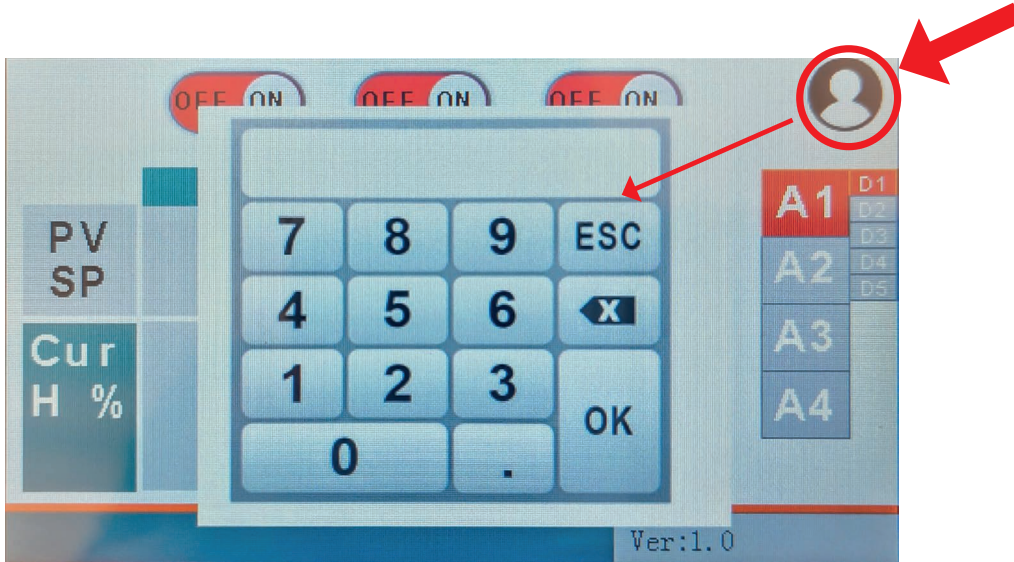 OFF ON OFF ON OFF ON
PV
SP
Cur
H %
7 8 9 ESC
4 5 6 X
1 2 3
0 . OK
A1
A2
A3
A4
D1
D2
D3
D4
D5
Ver:1.0